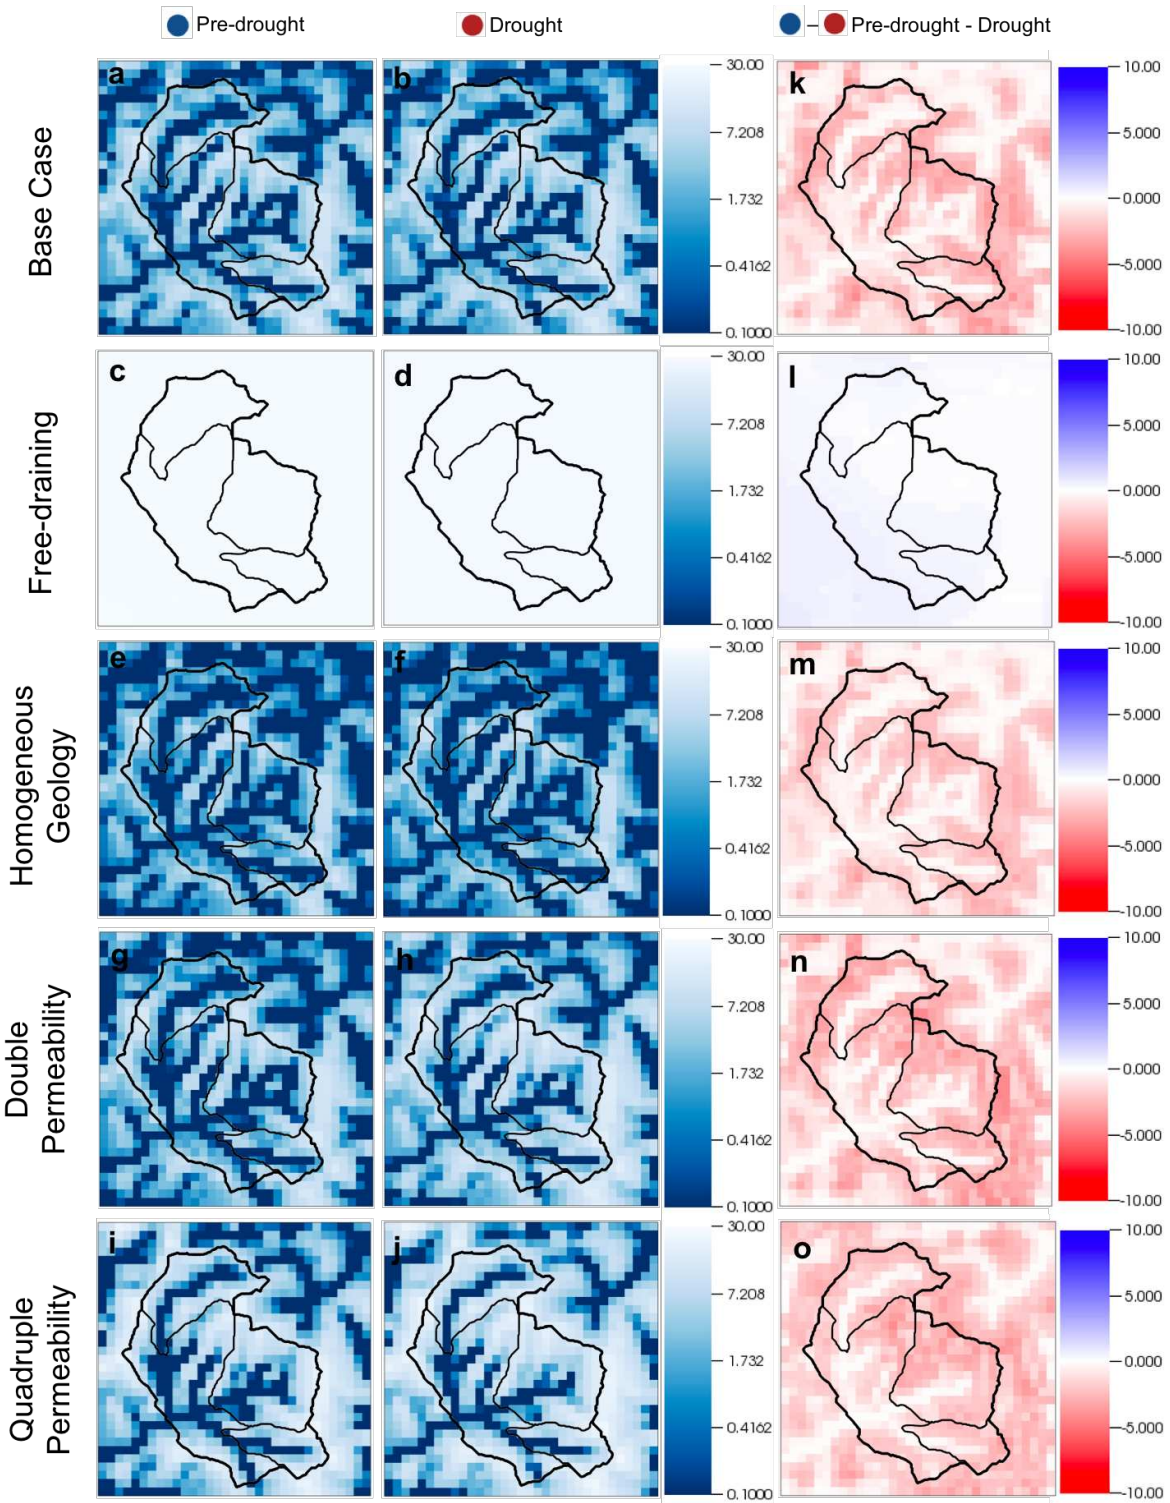 Pre-drought
Drought
– Pre-drought - Drought
Base Case
a
b
30.00
7.208
1.732
0.4162
0.1000
k
10.00
5.000
0.000
-5.000
-10.00
Free-draining
c
d
30.00
7.208
1.732
0.4162
0.1000
l
10.00
5.000
0.000
-5.000
-10.00
Homogeneous
Geology
e
f
30.00
7.208
1.732
0.4162
0.1000
m
10.00
5.000
0.000
-5.000
-10.00
Double
Permeability
g
h
30.00
7.208
1.732
0.4162
0.1000
n
10.00
5.000
0.000
-5.000
-10.00
Quadruple
Permeability
i
j
30.00
7.208
1.732
0.4162
0.1000
o
10.00
5.000
0.000
-5.000
-10.00